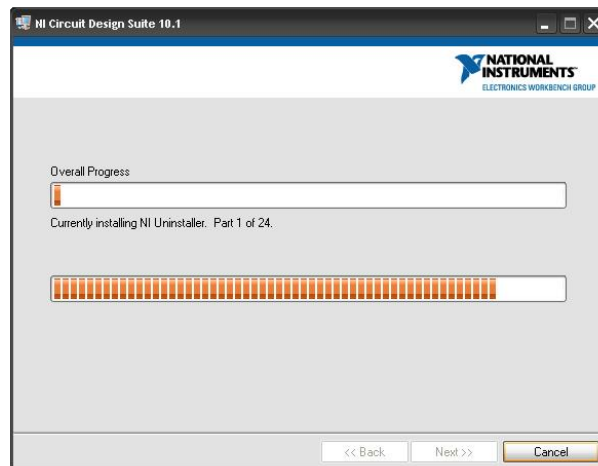 NI Circuit Design Suite 10.1
NATIONAL
INSTRUMENTS™
ELECTRONICS WORKBENCH GROUP
Overall Progress
Currently installing NI Uninstaller. Part 1 of 24.
<< Back
Next >>
Cancel